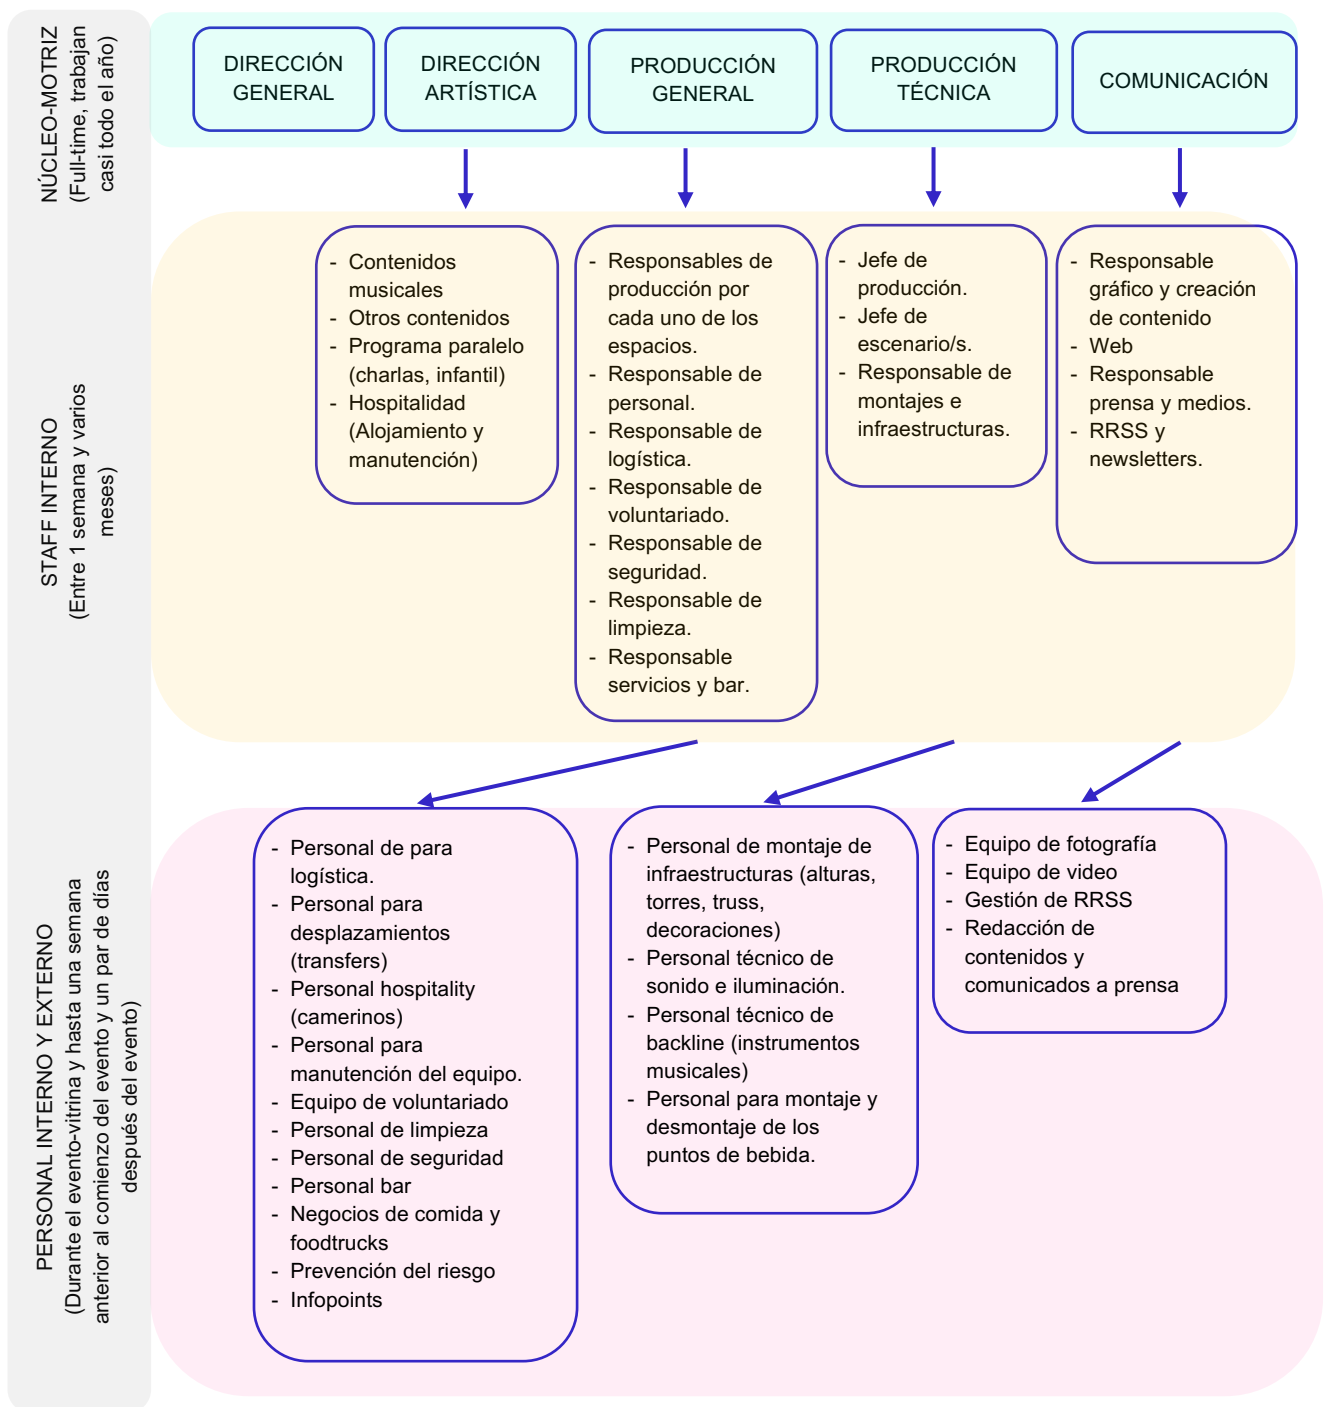 NÚCLEO-MOTRIZ
(Full-time, trabajan
casi todo el año)
DIRECCIÓN
GENERAL
DIRECCIÓN
ARTÍSTICA
PRODUCCIÓN
GENERAL
PRODUCCIÓN
TÉCNICA
COMUNICACIÓN
STAFF INTERNO
(Entre 1 semana y varios
meses)
- Contenidos
musicales
- Otros contenidos
- Programa paralelo
(charlas, infantil)
- Hospitalidad
(Alojamiento y
manutención)
- Responsables de
producción por
cada uno de los
espacios.
- Responsable de
personal.
- Responsable de
logística.
- Responsable de
voluntariado.
- Responsable de
seguridad.
- Responsable de
limpieza.
- Responsable
servicios y bar.
- Jefe de
producción.
- Jefe de
escenario/s.
- Responsable de
montajes e
infraestructuras.
- Responsable
gráfico y creación
de contenido
- Web
- Responsable
prensa y medios.
- RRSS y
newsletters.
PERSONAL INTERNO Y EXTERNO
(Durante el evento-vitrina y hasta una semana
anterior al comienzo del evento y un par de días
después del evento)
- Personal de para
logística.
- Personal para
desplazamientos
(transfers)
- Personal hospitality
(camerinos)
- Personal para
manutención del equipo.
- Equipo de voluntariado
- Personal de limpieza
- Personal de seguridad
- Personal bar
- Negocios de comida y
foodtrucks
- Prevención del riesgo
- Infopoints
- Personal de montaje de
infraestructuras (alturas,
torres, truss,
decoraciones)
- Personal técnico de
sonido e iluminación.
- Personal técnico de
backline (instrumentos
musicales)
- Personal para montaje y
desmontaje de los
puntos de bebida.
- Equipo de fotografía
- Equipo de video
- Gestión de RRSS
- Redacción de
contenidos y
comunicados a prensa